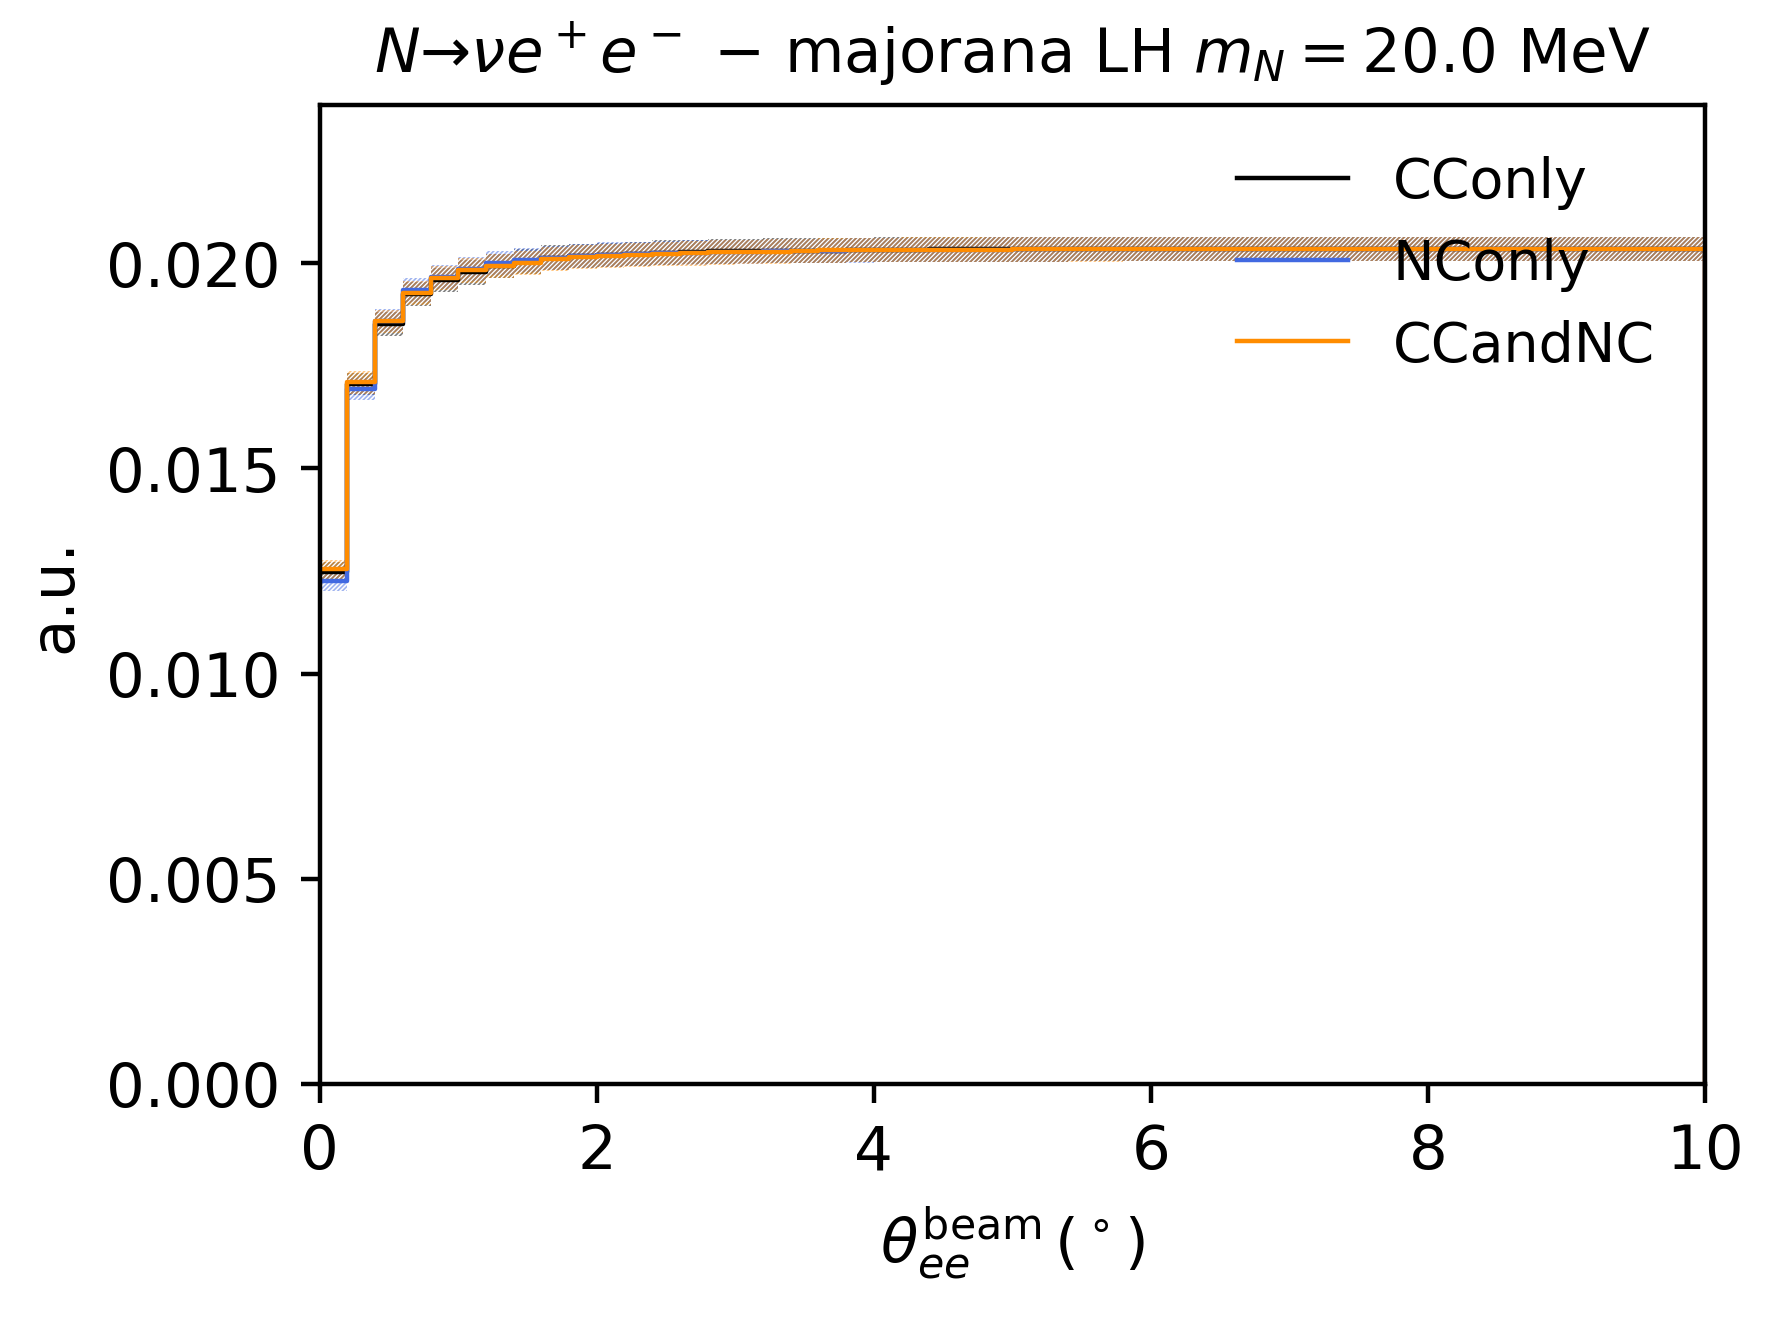 N→νe⁺e⁻ − majorana LH m_N = 20.0 MeV
CConly
NConly
CCandNC
0.020
0.015
0.010
0.005
0.000
a.u.
0 2 4 6 8 10
θ_ee^beam (°)